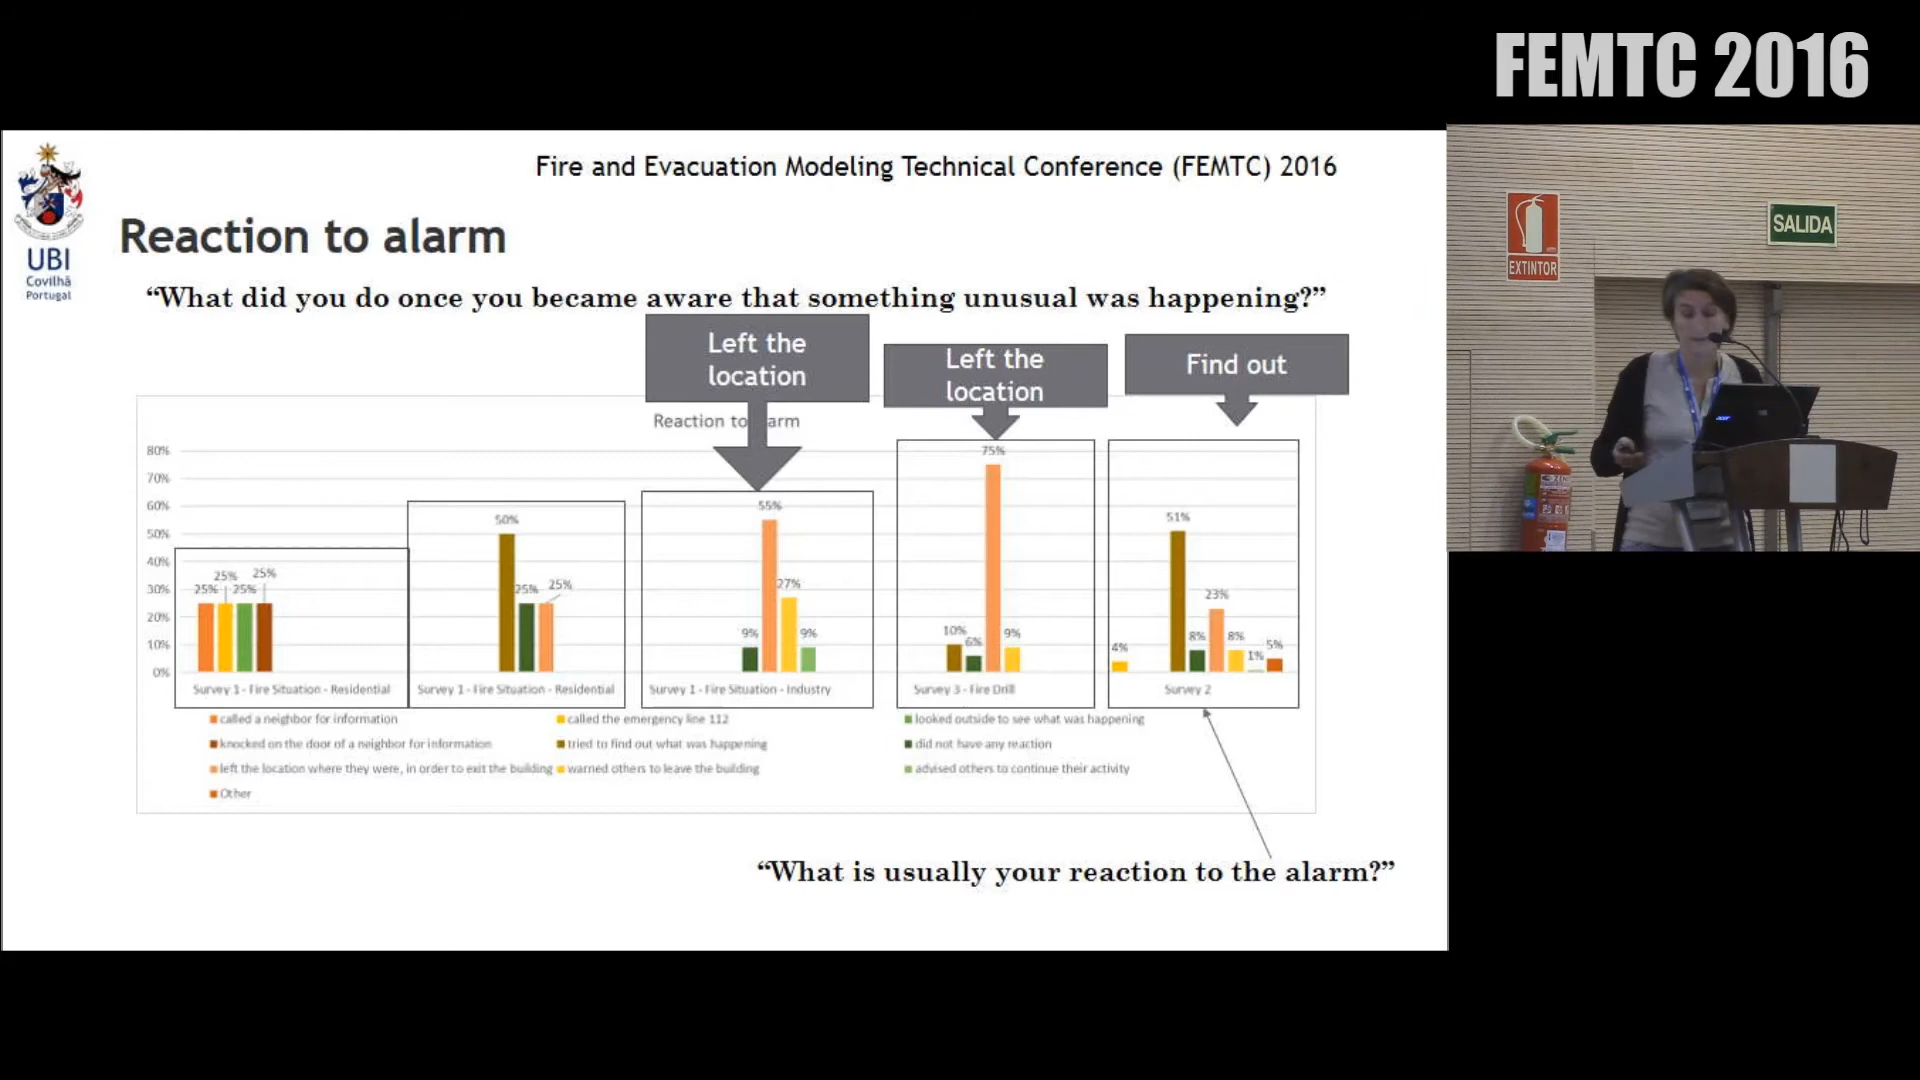 FEMTC 2016
Fire and Evacuation Modeling Technical Conference (FEMTC) 2016
UBI
Covilhã
Portugal
Reaction to alarm
“What did you do once you became aware that something unusual was happening?”
Left the
location
Left the
location
Find out
Reaction to arm
80%
70%
60%
50%
40%
30%
20%
10%
0%
25%
25%
25%
25%
50%
25%
25%
9%
55%
27%
9%
10%
6%
75%
9%
4%
51%
8%
23%
8%
1%
5%
Survey 1 - Fire Situation - Residential
Survey 1 - Fire Situation - Residential
Survey 1 - Fire Situation - Industry
Survey 3 - Fire Drill
Survey 2
called a neighbor for information
called the emergency line 112
looked outside to see what was happening
knocked on the door of a neighbor for information
tried to find out what was happening
did not have any reaction
left the location where they were, in order to exit the building
warned others to leave the building
advised others to continue their activity
Other
“What is usually your reaction to the alarm?”
EXTINTOR
SALIDA
acer